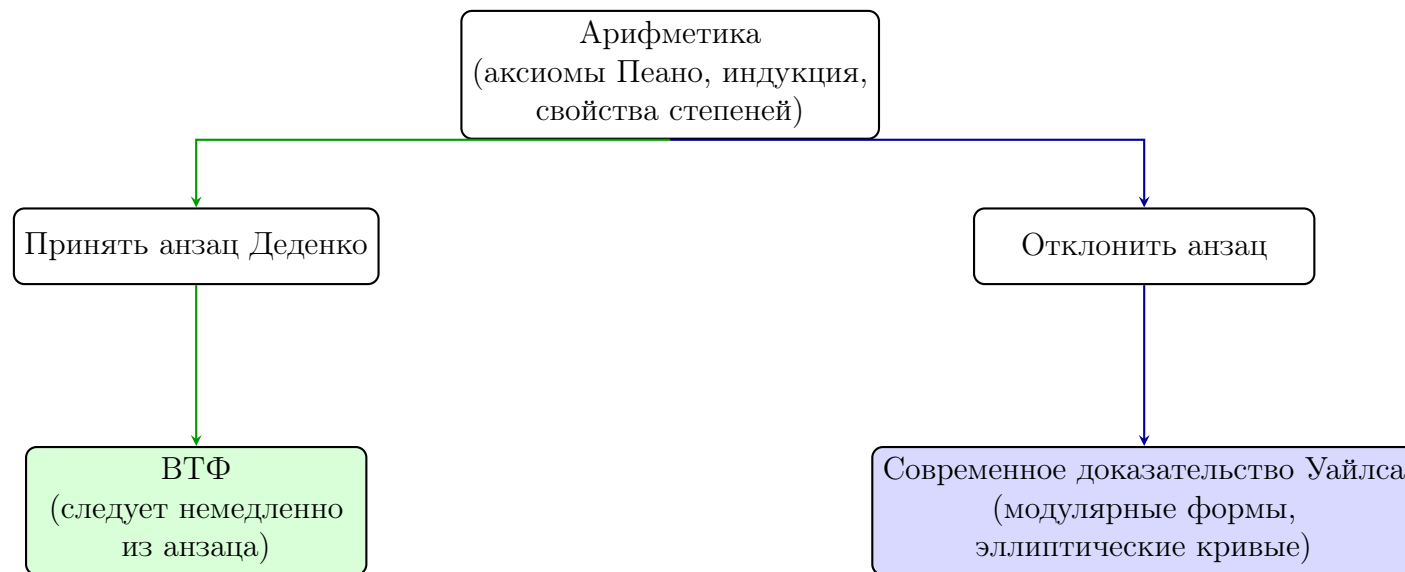 Арифметика
(аксиомы Пеано, индукция,
свойства степеней)
Принять анзац Деденко
Отклонить анзац
ВТФ
(следует немедленно
из анзаца)
Современное доказательство Уайлса
(модулярные формы,
эллиптические кривые)